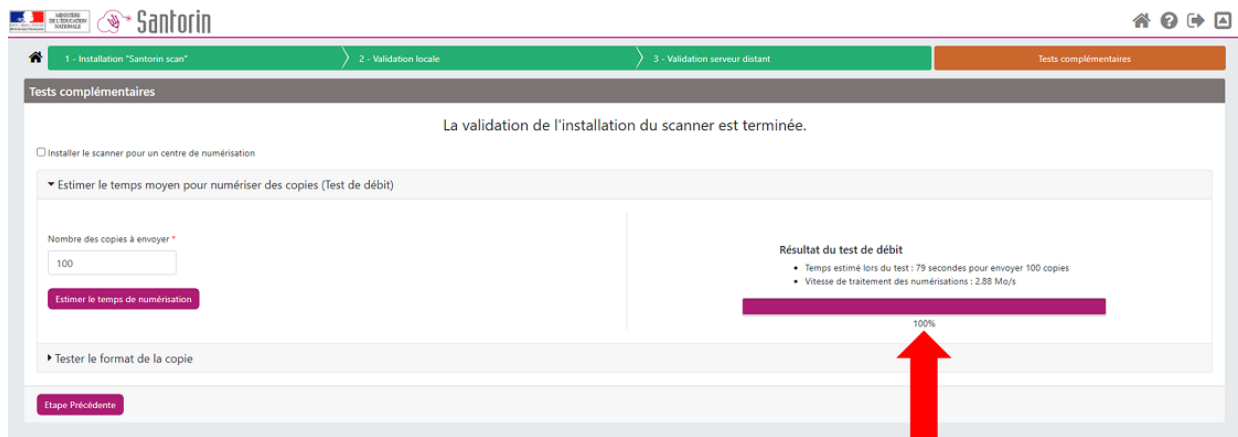 MINISTÈRE
DE L'ÉDUCATION
NATIONALE
Santorin
1 - Installation "Santorin scan"
2 - Validation locale
3 - Validation serveur distant
Tests complémentaires
Tests complémentaires
La validation de l'installation du scanner est terminée.
Installer le scanner pour un centre de numérisation
Estimer le temps moyen pour numériser des copies (Test de débit)
Nombre des copies à envoyer *
100
Estimer le temps de numérisation
Résultat du test de débit
Temps estimé lors du test : 79 secondes pour envoyer 100 copies
Vitesse de traitement des numérisations : 2.88 Mo/s
100%
Tester le format de la copie
Etape Précédente